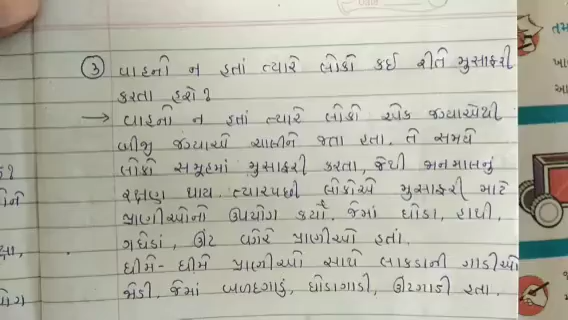 ③ વાહનો ન હતાં ત્યારે લોકો કઈ રીતે મુસાફરી
કરતા હશે?
→ વાહનો ન હતાં ત્યારે લોકો એક જગ્યાએથી
બીજી જગ્યાએ ચાલીને જતા હતા. તે સમયે
લોકો સમૂહમાં મુસાફરી કરતા, જેથી જાનમાલનું
રક્ષણ થાય. ત્યારપછી લોકોએ મુસાફરી માટે
પ્રાણીઓનો ઉપયોગ કર્યો. જેમાં ઘોડા, હાથી,
ગધેડાં, ઊંટ વગેરે પ્રાણીઓ હતાં.
ધીમે-ધીમે પ્રાણીઓ સાથે લાકડાની ગાડીઓ
જોડી. જેમાં બળદગાડું, ઘોડાગાડી, ઊંટગાડી હતા.